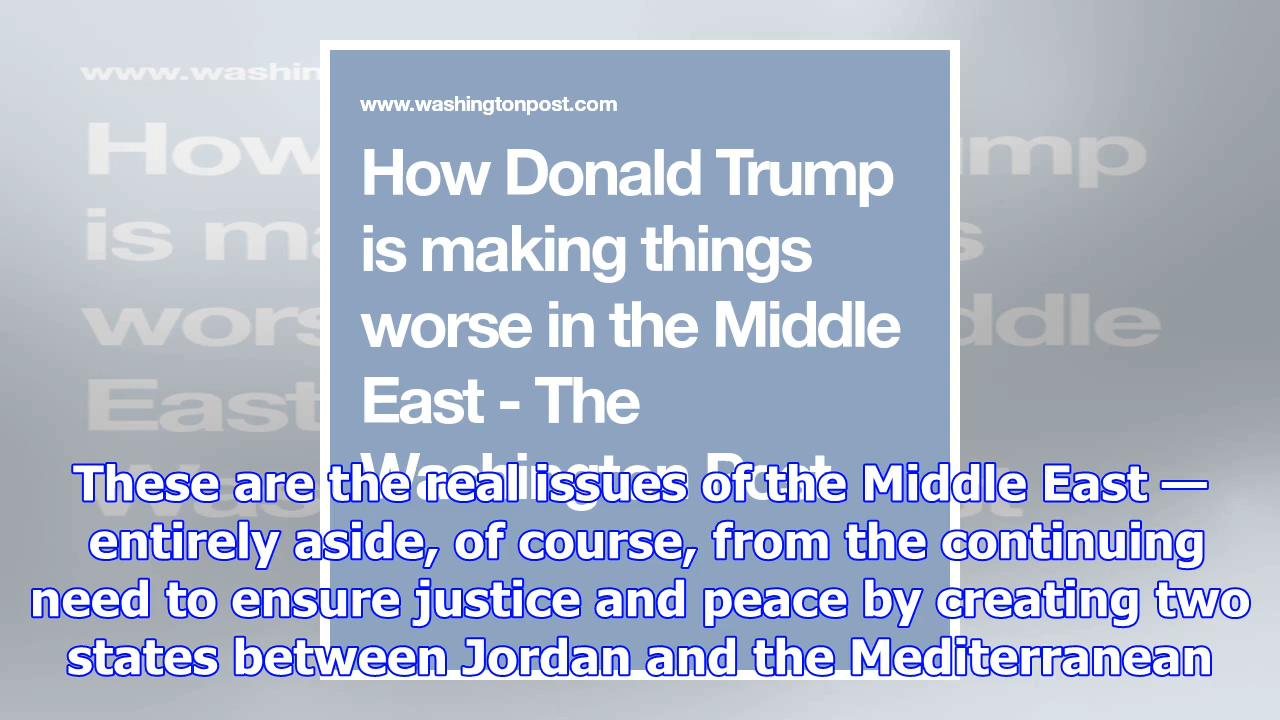 www.washingtonpost.com
How Donald Trump
is making things
worse in the Middle
East - The
Washington Post
These are the real issues of the Middle East —
entirely aside, of course, from the continuing
need to ensure justice and peace by creating two
states between Jordan and the Mediterranean